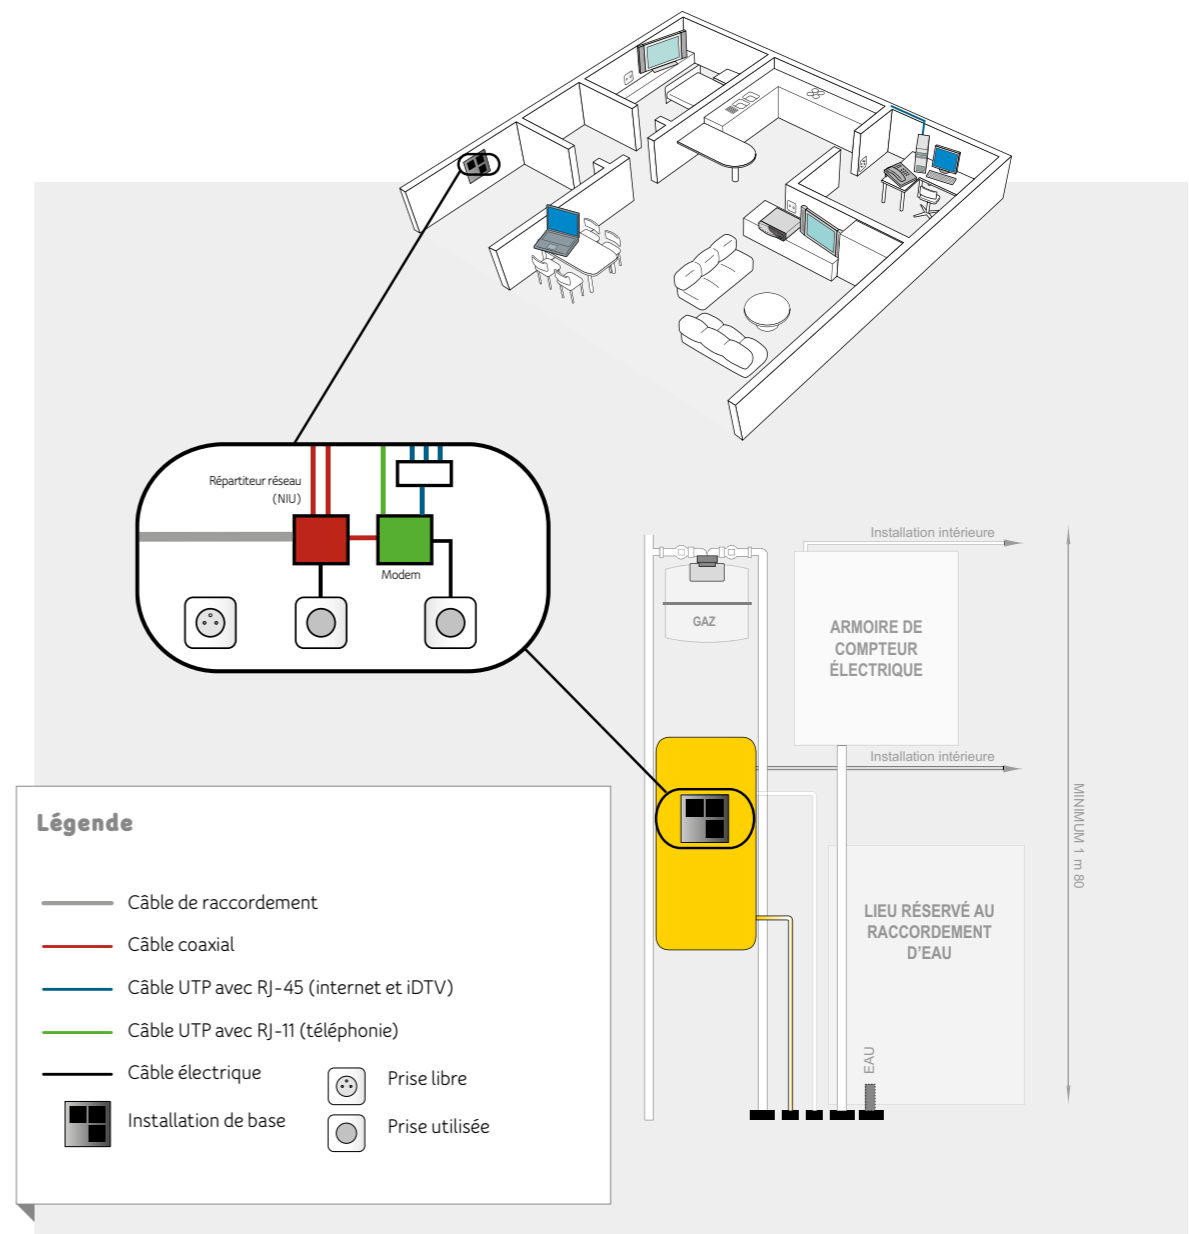 Répartiteur réseau
(NIU)
Modem
Installation intérieure
GAZ
ARMOIRE DE
COMPTEUR
ÉLECTRIQUE
Installation intérieure
MINIMUM 1 m 80
LIEU RÉSERVÉ AU
RACCORDEMENT
D'EAU
EAU
Légende
Câble de raccordement
Câble coaxial
Câble UTP avec RJ-45 (internet et iDTV)
Câble UTP avec RJ-11 (téléphonie)
Câble électrique
Prise libre
Installation de base
Prise utilisée